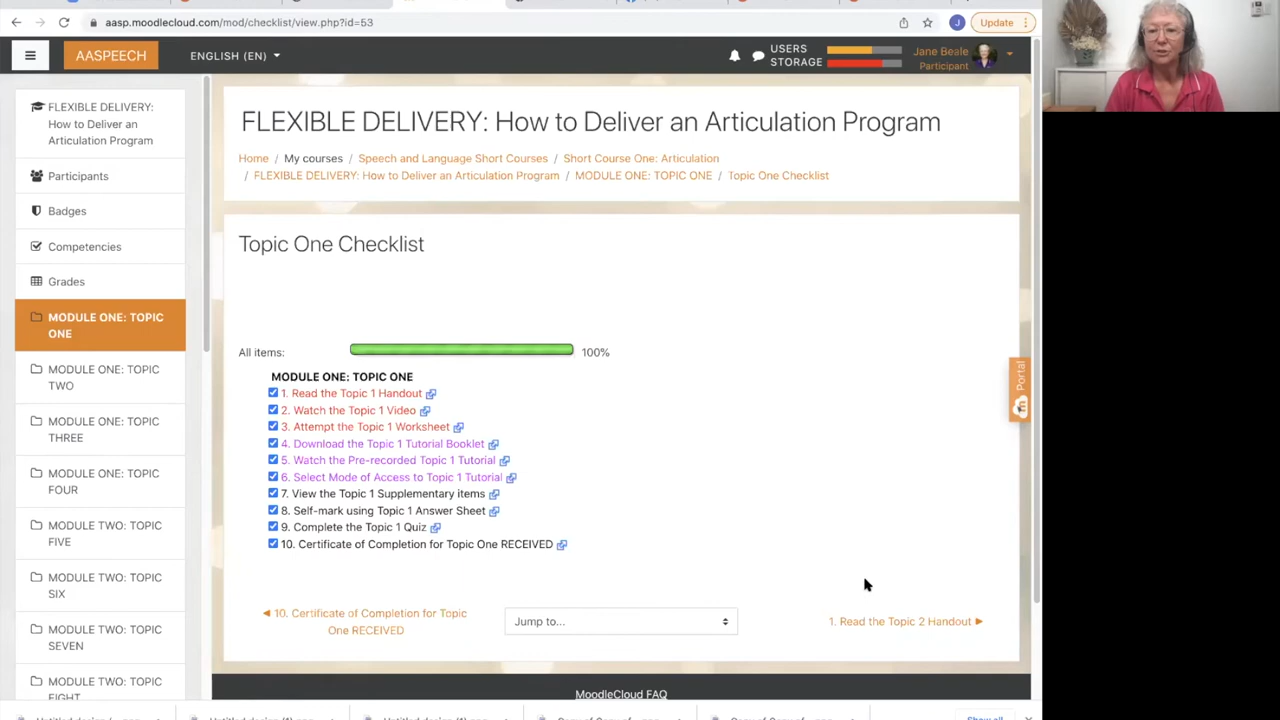 aasp.moodlecloud.com/mod/checklist/view.php?id=53
J
Update
AASPEECH
ENGLISH (EN)
USERS
STORAGE
Jane Beale
Participant
FLEXIBLE DELIVERY:
How to Deliver an
Articulation Program
Participants
Badges
Competencies
Grades
MODULE ONE: TOPIC
ONE
MODULE ONE: TOPIC
TWO
MODULE ONE: TOPIC
THREE
MODULE ONE: TOPIC
FOUR
MODULE TWO: TOPIC
FIVE
MODULE TWO: TOPIC
SIX
MODULE TWO: TOPIC
SEVEN
MODULE TWO: TOPIC
EIGHT
FLEXIBLE DELIVERY: How to Deliver an Articulation Program
Home / My courses / Speech and Language Short Courses / Short Course One: Articulation
/ FLEXIBLE DELIVERY: How to Deliver an Articulation Program / MODULE ONE: TOPIC ONE / Topic One Checklist
Topic One Checklist
All items: 100%
MODULE ONE: TOPIC ONE
1. Read the Topic 1 Handout
2. Watch the Topic 1 Video
3. Attempt the Topic 1 Worksheet
4. Download the Topic 1 Tutorial Booklet
5. Watch the Pre-recorded Topic 1 Tutorial
6. Select Mode of Access to Topic 1 Tutorial
7. View the Topic 1 Supplementary items
8. Self-mark using Topic 1 Answer Sheet
9. Complete the Topic 1 Quiz
10. Certificate of Completion for Topic One RECEIVED
◄ 10. Certificate of Completion for Topic
One RECEIVED
Jump to...
1. Read the Topic 2 Handout ►
Portal
MoodleCloud FAQ
Show all